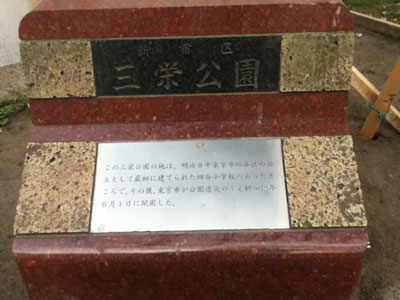 新宿区
三栄公園
この三栄公園の地は、明治8年東京市四谷区の公
立として最初に建てられた四谷小学校のあったと
ころで、その後、東京市が公園造成のうえ昭和
6月1日に開園した。